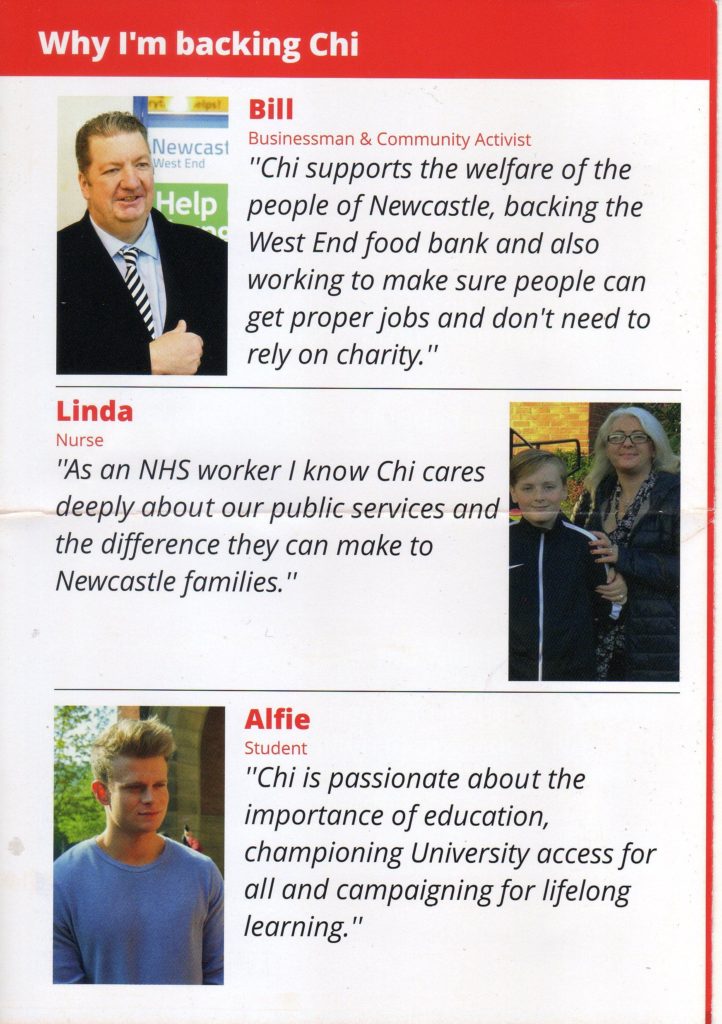 Why I'm backing Chi
Newcast
West End
Help
Bill
Businessman & Community Activist
"Chi supports the welfare of the
people of Newcastle, backing the
West End food bank and also
working to make sure people can
get proper jobs and don't need to
rely on charity."
Linda
Nurse
"As an NHS worker I know Chi cares
deeply about our public services and
the difference they can make to
Newcastle families."
Alfie
Student
"Chi is passionate about the
importance of education,
championing University access for
all and campaigning for lifelong
learning."